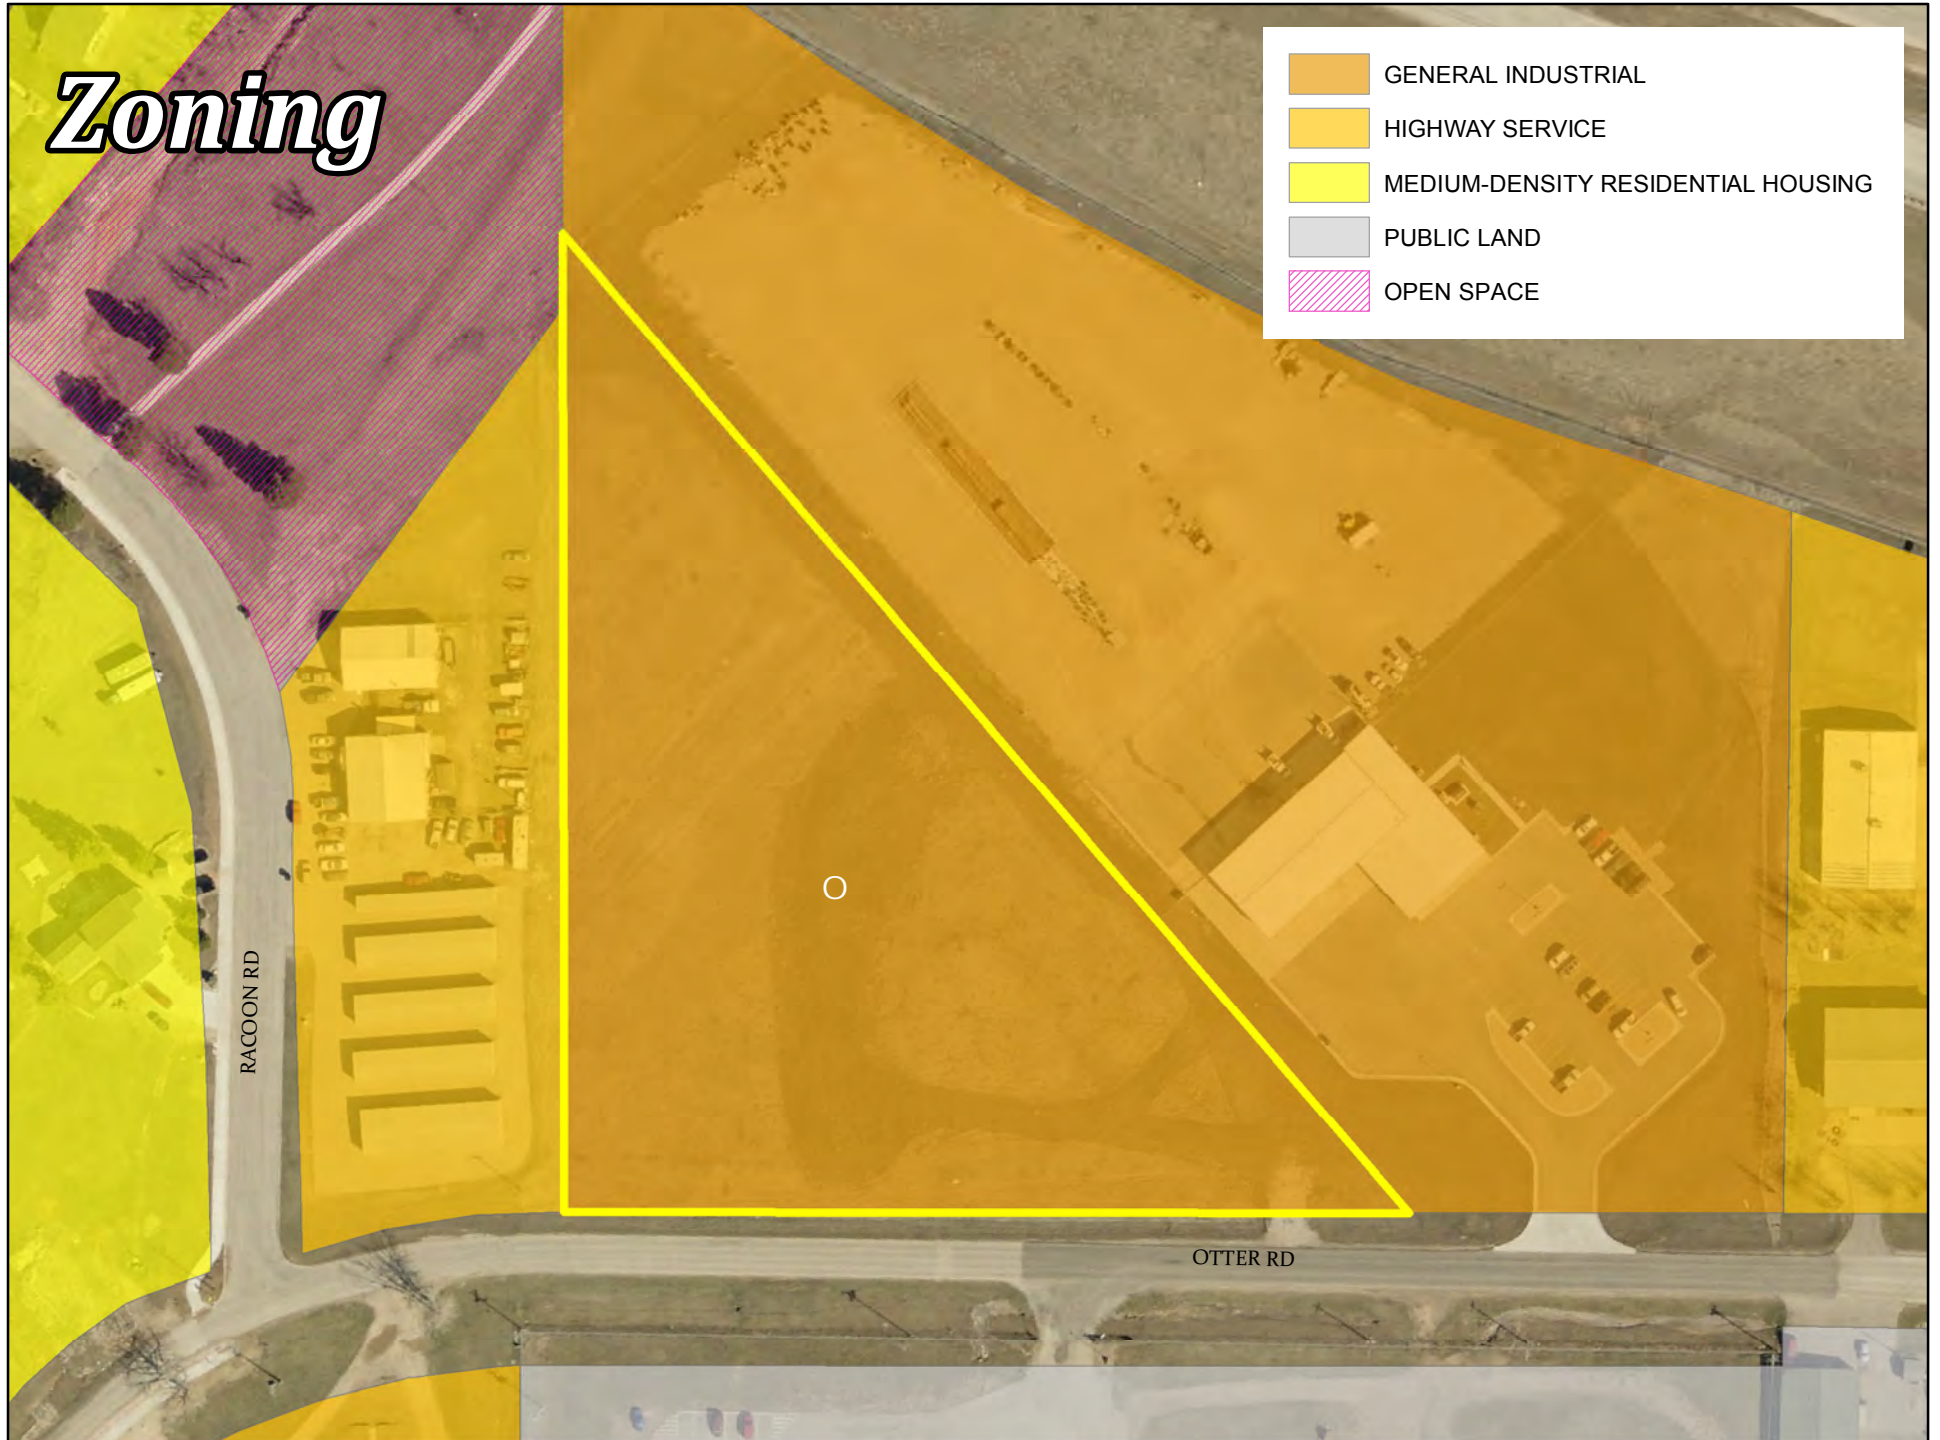 Zoning
GENERAL INDUSTRIAL
HIGHWAY SERVICE
MEDIUM-DENSITY RESIDENTIAL HOUSING
PUBLIC LAND
OPEN SPACE
O
RACOON RD
OTTER RD